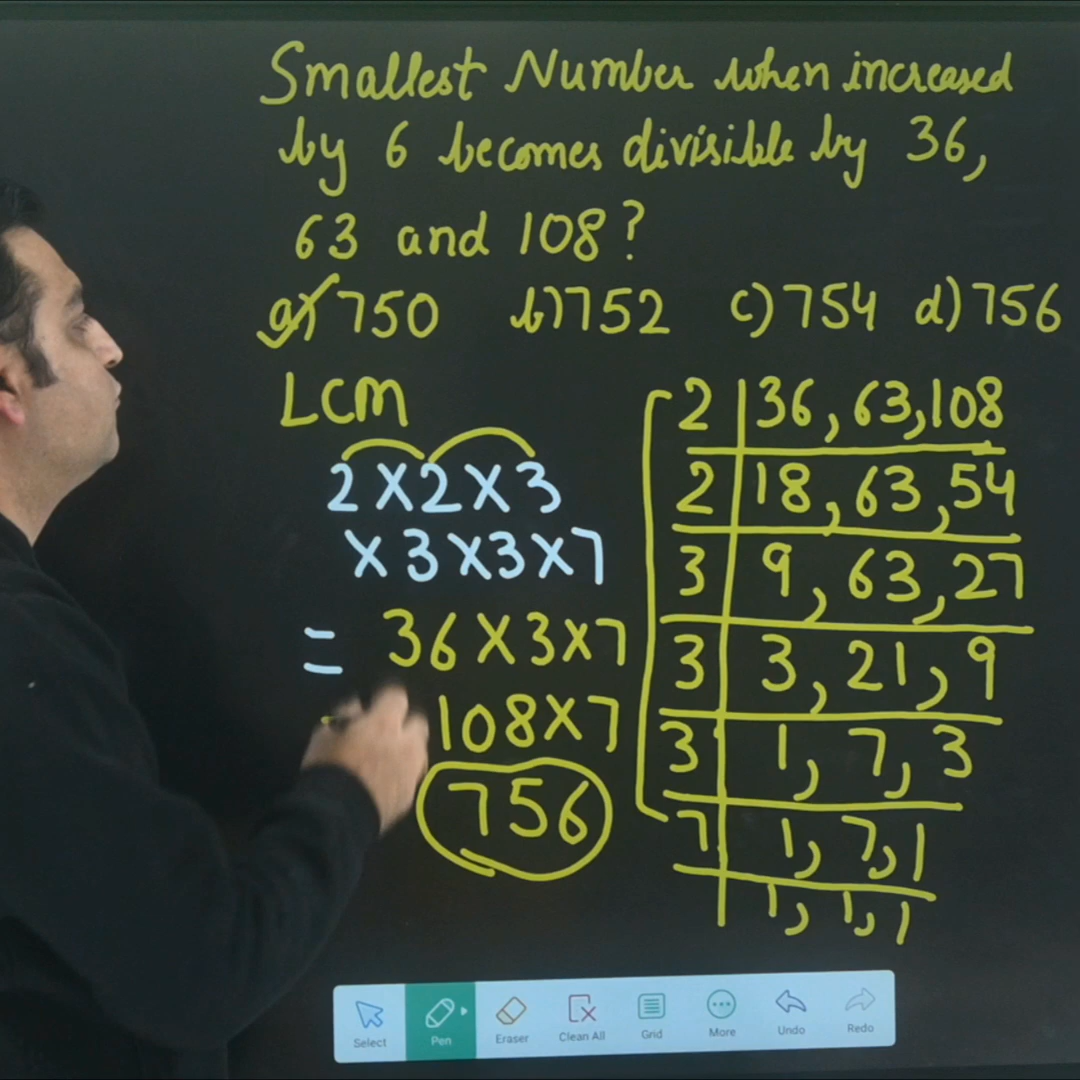 Smallest Number when increased
by 6 becomes divisible by 36,
63 and 108?
a) 750 b) 752 c) 754 d) 756
LCM
2 × 2 × 3
× 3 × 3 × 7
= 36 × 3 × 7
108 × 7
756
2 | 36, 63, 108
2 | 18, 63, 54
3 | 9, 63, 27
3 | 3, 21, 9
3 | 1, 7, 3
7 | 1, 7, 1
1, 1, 1
Select Pen Eraser Clean All Grid More Undo Redo